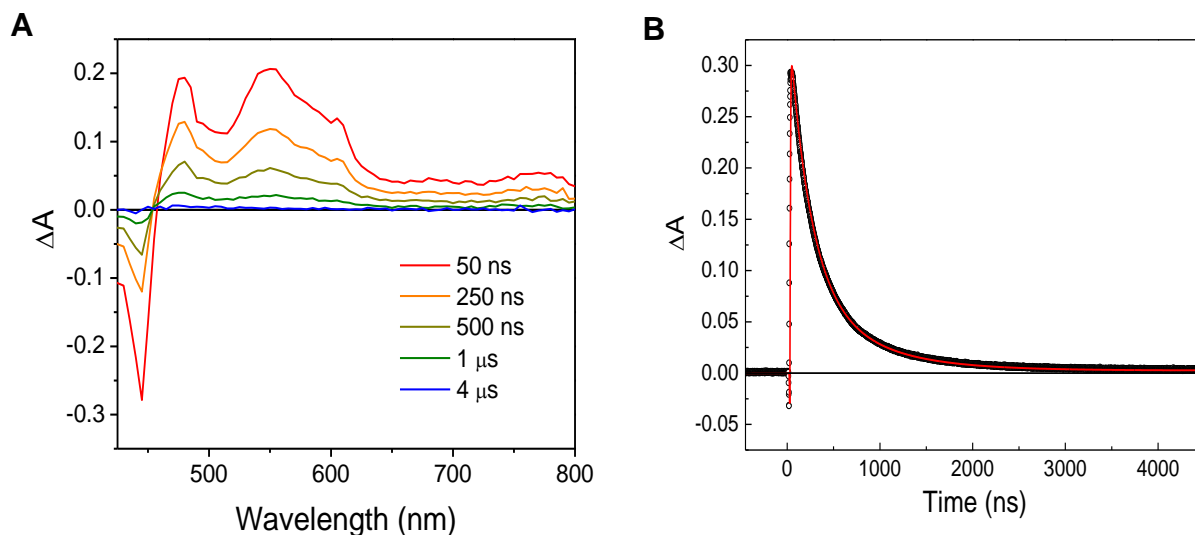 A
ΔA
0.2
0.1
0.0
-0.1
-0.2
-0.3
500
600
700
800
Wavelength (nm)
50 ns
250 ns
500 ns
1 μs
4 μs
B
ΔA
0.30
0.25
0.20
0.15
0.10
0.05
0.00
-0.05
0
1000
2000
3000
4000
Time (ns)